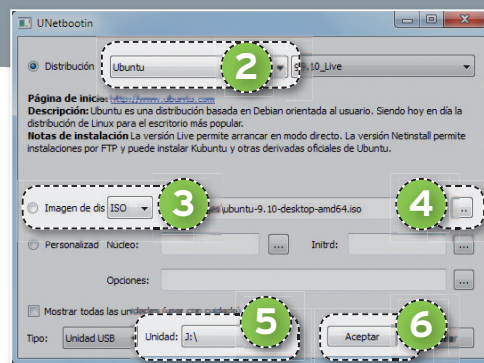 UNetbootin
Distribución Ubuntu 2 9.10_Live
Página de inicio: http://www.ubuntu.com
Descripción: Ubuntu es una distribución basada en Debian orientada al usuario. Siendo hoy en día la
distribución de Linux para el escritorio más popular.
Notas de instalación La versión Live permite arrancar en modo directo. La versión Netinstall permite
instalaciones por FTP y puede instalar Kubuntu y otras derivadas oficiales de Ubuntu.
Imagen de dis ISO 3 \ubuntu-9.10-desktop-amd64.iso 4 ..
Personalizad Núcleo: ... Initrd: ...
Opciones: ...
Mostrar todas las unidades
Tipo: Unidad USB Unidad: J:\ 5 Aceptar 6